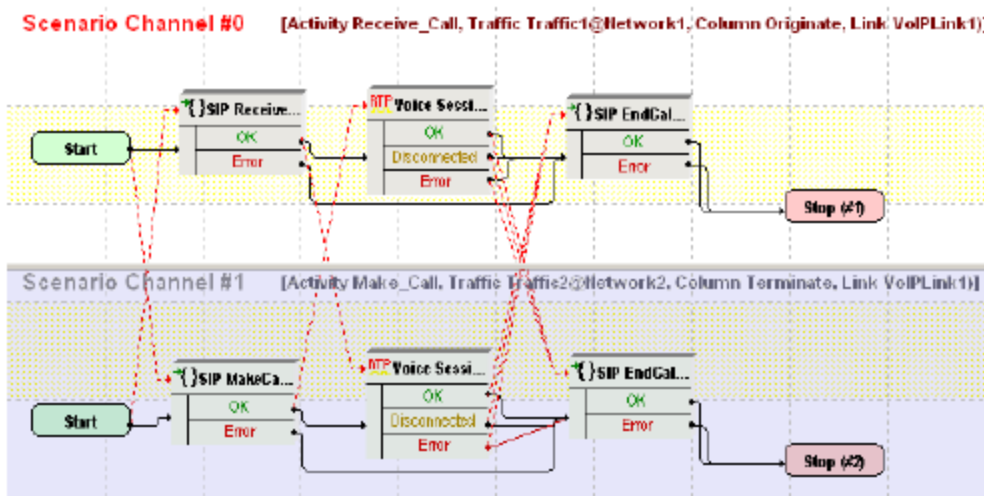 Scenario Channel #0 [Activity Receive_Call, Traffic Traffic1@Network1, Column Originate, Link VoIPLink1)]
{}SIP Receive...
OK
Error
RTP Voice Sessi...
OK
Disconnected
Error
{}SIP EndCal...
OK
Error
Start
Stop (#1)
Scenario Channel #1 [Activity Make_Call, Traffic Traffic2@Network2, Column Terminate, Link VoIPLink1)]
{}SIP MakeCa...
OK
Error
RTP Voice Sessi...
OK
Disconnected
Error
{}SIP EndCal...
OK
Error
Start
Stop (#2)